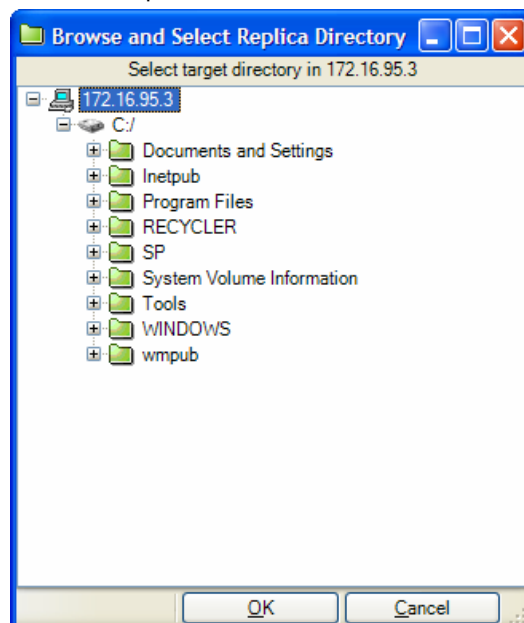 Browse and Select Replica Directory
Select target directory in 172.16.95.3
172.16.95.3
C:/
Documents and Settings
Inetpub
Program Files
RECYCLER
SP
System Volume Information
Tools
WINDOWS
wmpub
OK Cancel